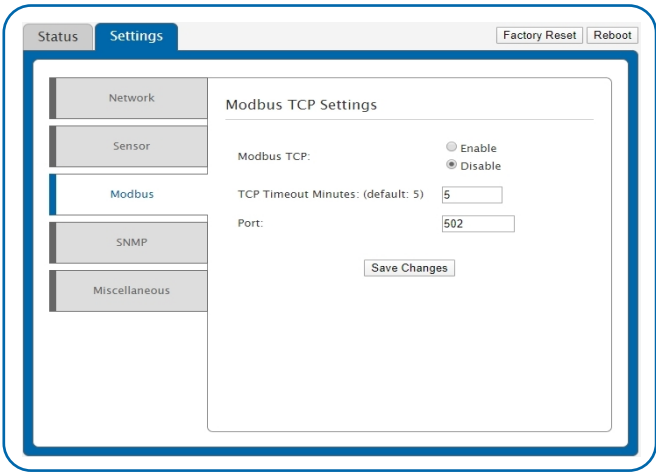 Status Settings Factory Reset Reboot
Network
Sensor
Modbus
SNMP
Miscellaneous
Modbus TCP Settings
Modbus TCP:
Enable
Disable
TCP Timeout Minutes: (default: 5) 5
Port: 502
Save Changes